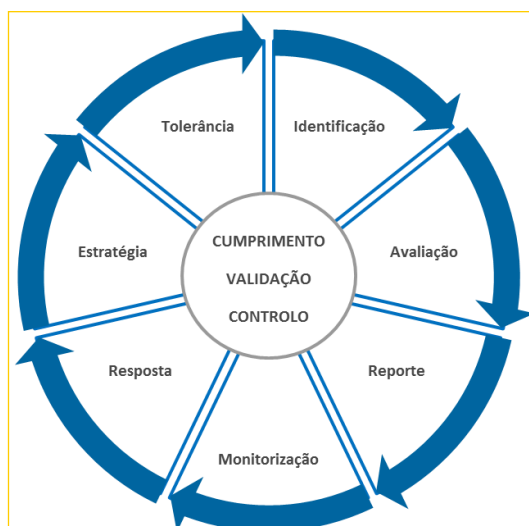 Tolerância
Identificação
Estratégia
CUMPRIMENTO
VALIDAÇÃO
CONTROLO
Avaliação
Resposta
Reporte
Monitorização